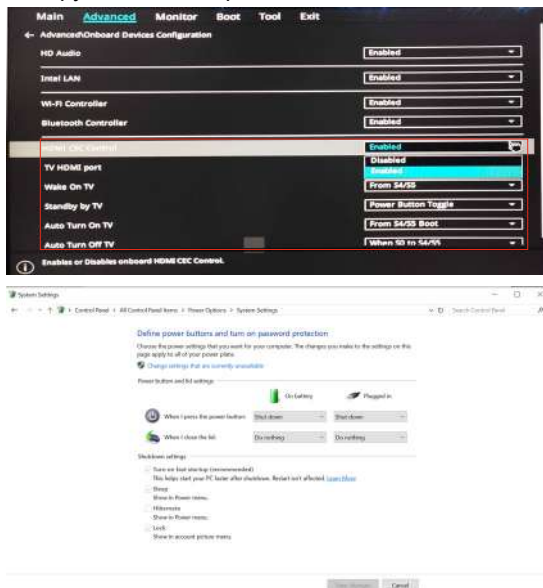 Main Advanced Monitor Boot Tool Exit
← Advanced\Onboard Devices Configuration
HD Audio Enabled
Intel LAN Enabled
Wi-Fi Controller Enabled
Bluetooth Controller Enabled
HDMI CEC Control Enabled
Disabled
Enabled
TV HDMI port
Wake On TV From S4/S5
Standby by TV Power Button Toggle
Auto Turn On TV From S4/S5 Boot
Auto Turn Off TV When S0 to S4/S5
Enables or Disables onboard HDMI CEC Control.
System Settings
Control Panel > All Control Panel Items > Power Options > System Settings
Search Control Panel
Define power buttons and turn on password protection
Choose the power settings that you want for your computer. The changes you make to the settings on this
page apply to all of your power plans.
Change settings that are currently unavailable
Power button and lid settings
On battery Plugged in
When I press the power button: Shut down Shut down
When I close the lid: Do nothing Do nothing
Shutdown settings
Turn on fast startup (recommended)
This helps start your PC faster after shutdown. Restart isn't affected. Learn More
Sleep
Show in Power menu.
Hibernate
Show in Power menu.
Lock
Show in account picture menu.
Save changes Cancel